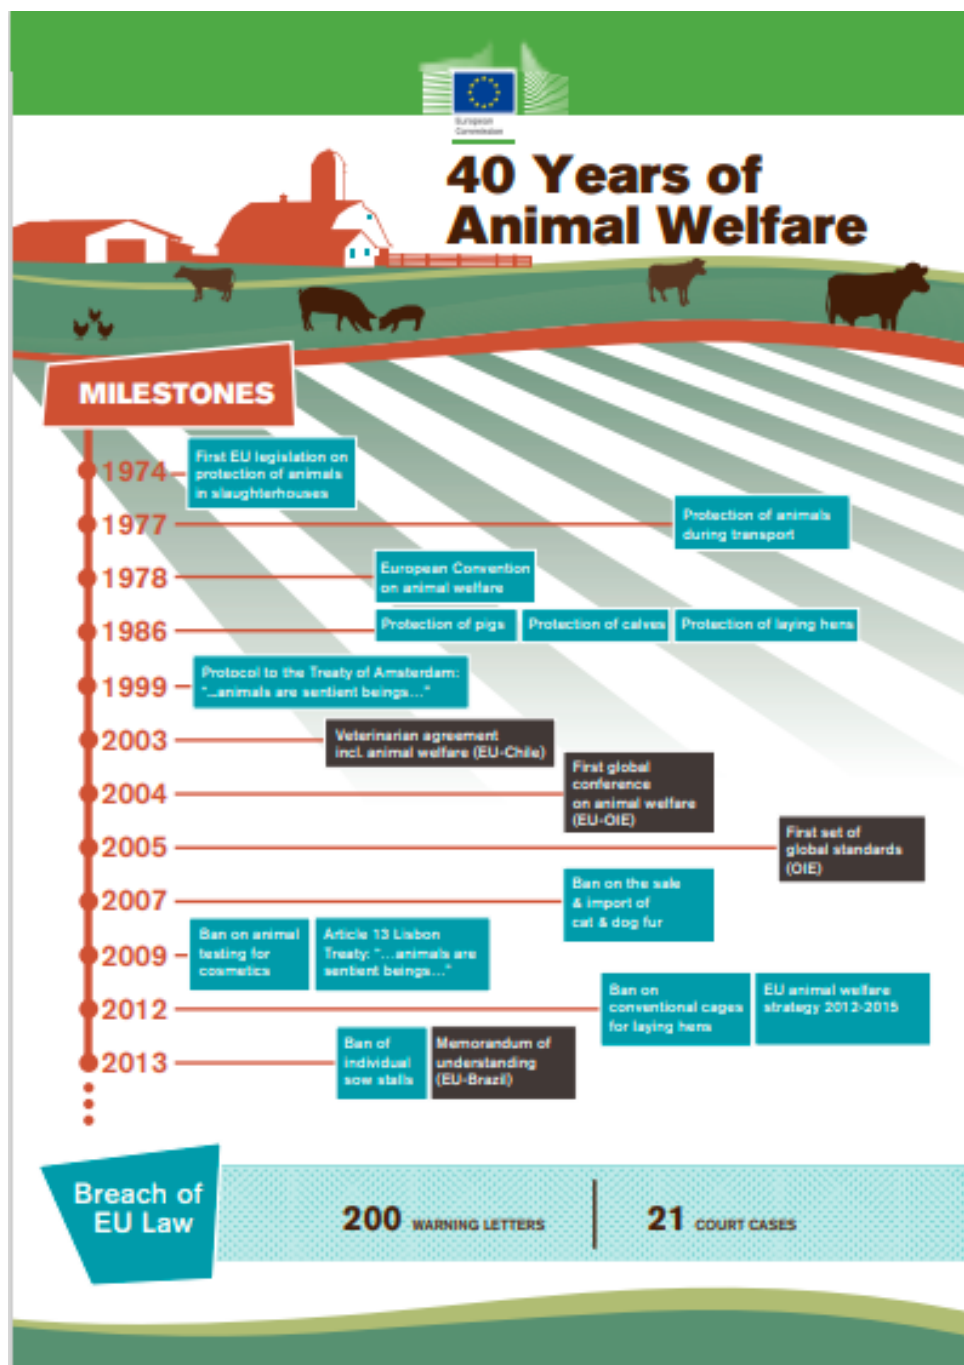 European
Commission
40 Years of
Animal Welfare
MILESTONES
1974
First EU legislation on
protection of animals
in slaughterhouses
1977
Protection of animals
during transport
1978
European Convention
on animal welfare
1986
Protection of pigs
Protection of calves
Protection of laying hens
1999
Protocol to the Treaty of Amsterdam:
“...animals are sentient beings...”
2003
Veterinarian agreement
incl. animal welfare (EU-Chile)
2004
First global
conference
on animal welfare
(EU-OIE)
2005
First set of
global standards
(OIE)
2007
Ban on the sale
& import of
cat & dog fur
2009
Ban on animal
testing for
cosmetics
Article 13 Lisbon
Treaty: “...animals are
sentient beings...”
2012
Ban on
conventional cages
for laying hens
EU animal welfare
strategy 2012-2015
2013
Ban of
individual
sow stalls
Memorandum of
understanding
(EU-Brazil)
Breach of
EU Law
200 WARNING LETTERS
21 COURT CASES